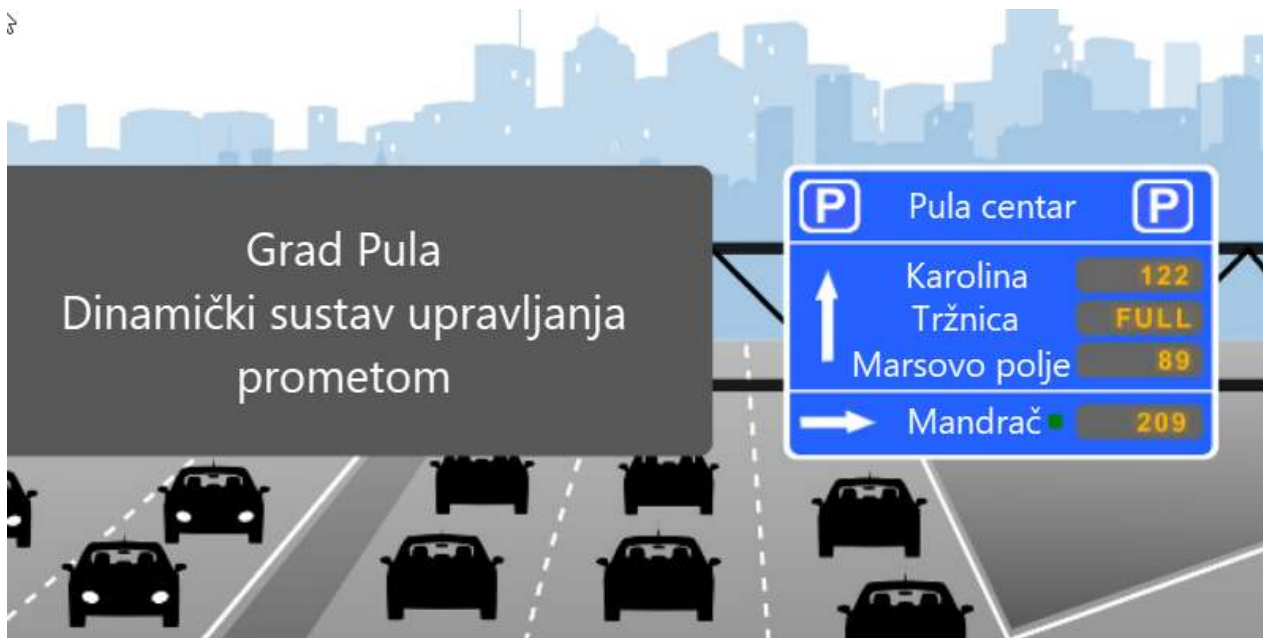 Grad Pula
Dinamički sustav upravljanja
prometom
P Pula centar P
Karolina 122
Tržnica FULL
Marsovo polje 89
Mandrač 209